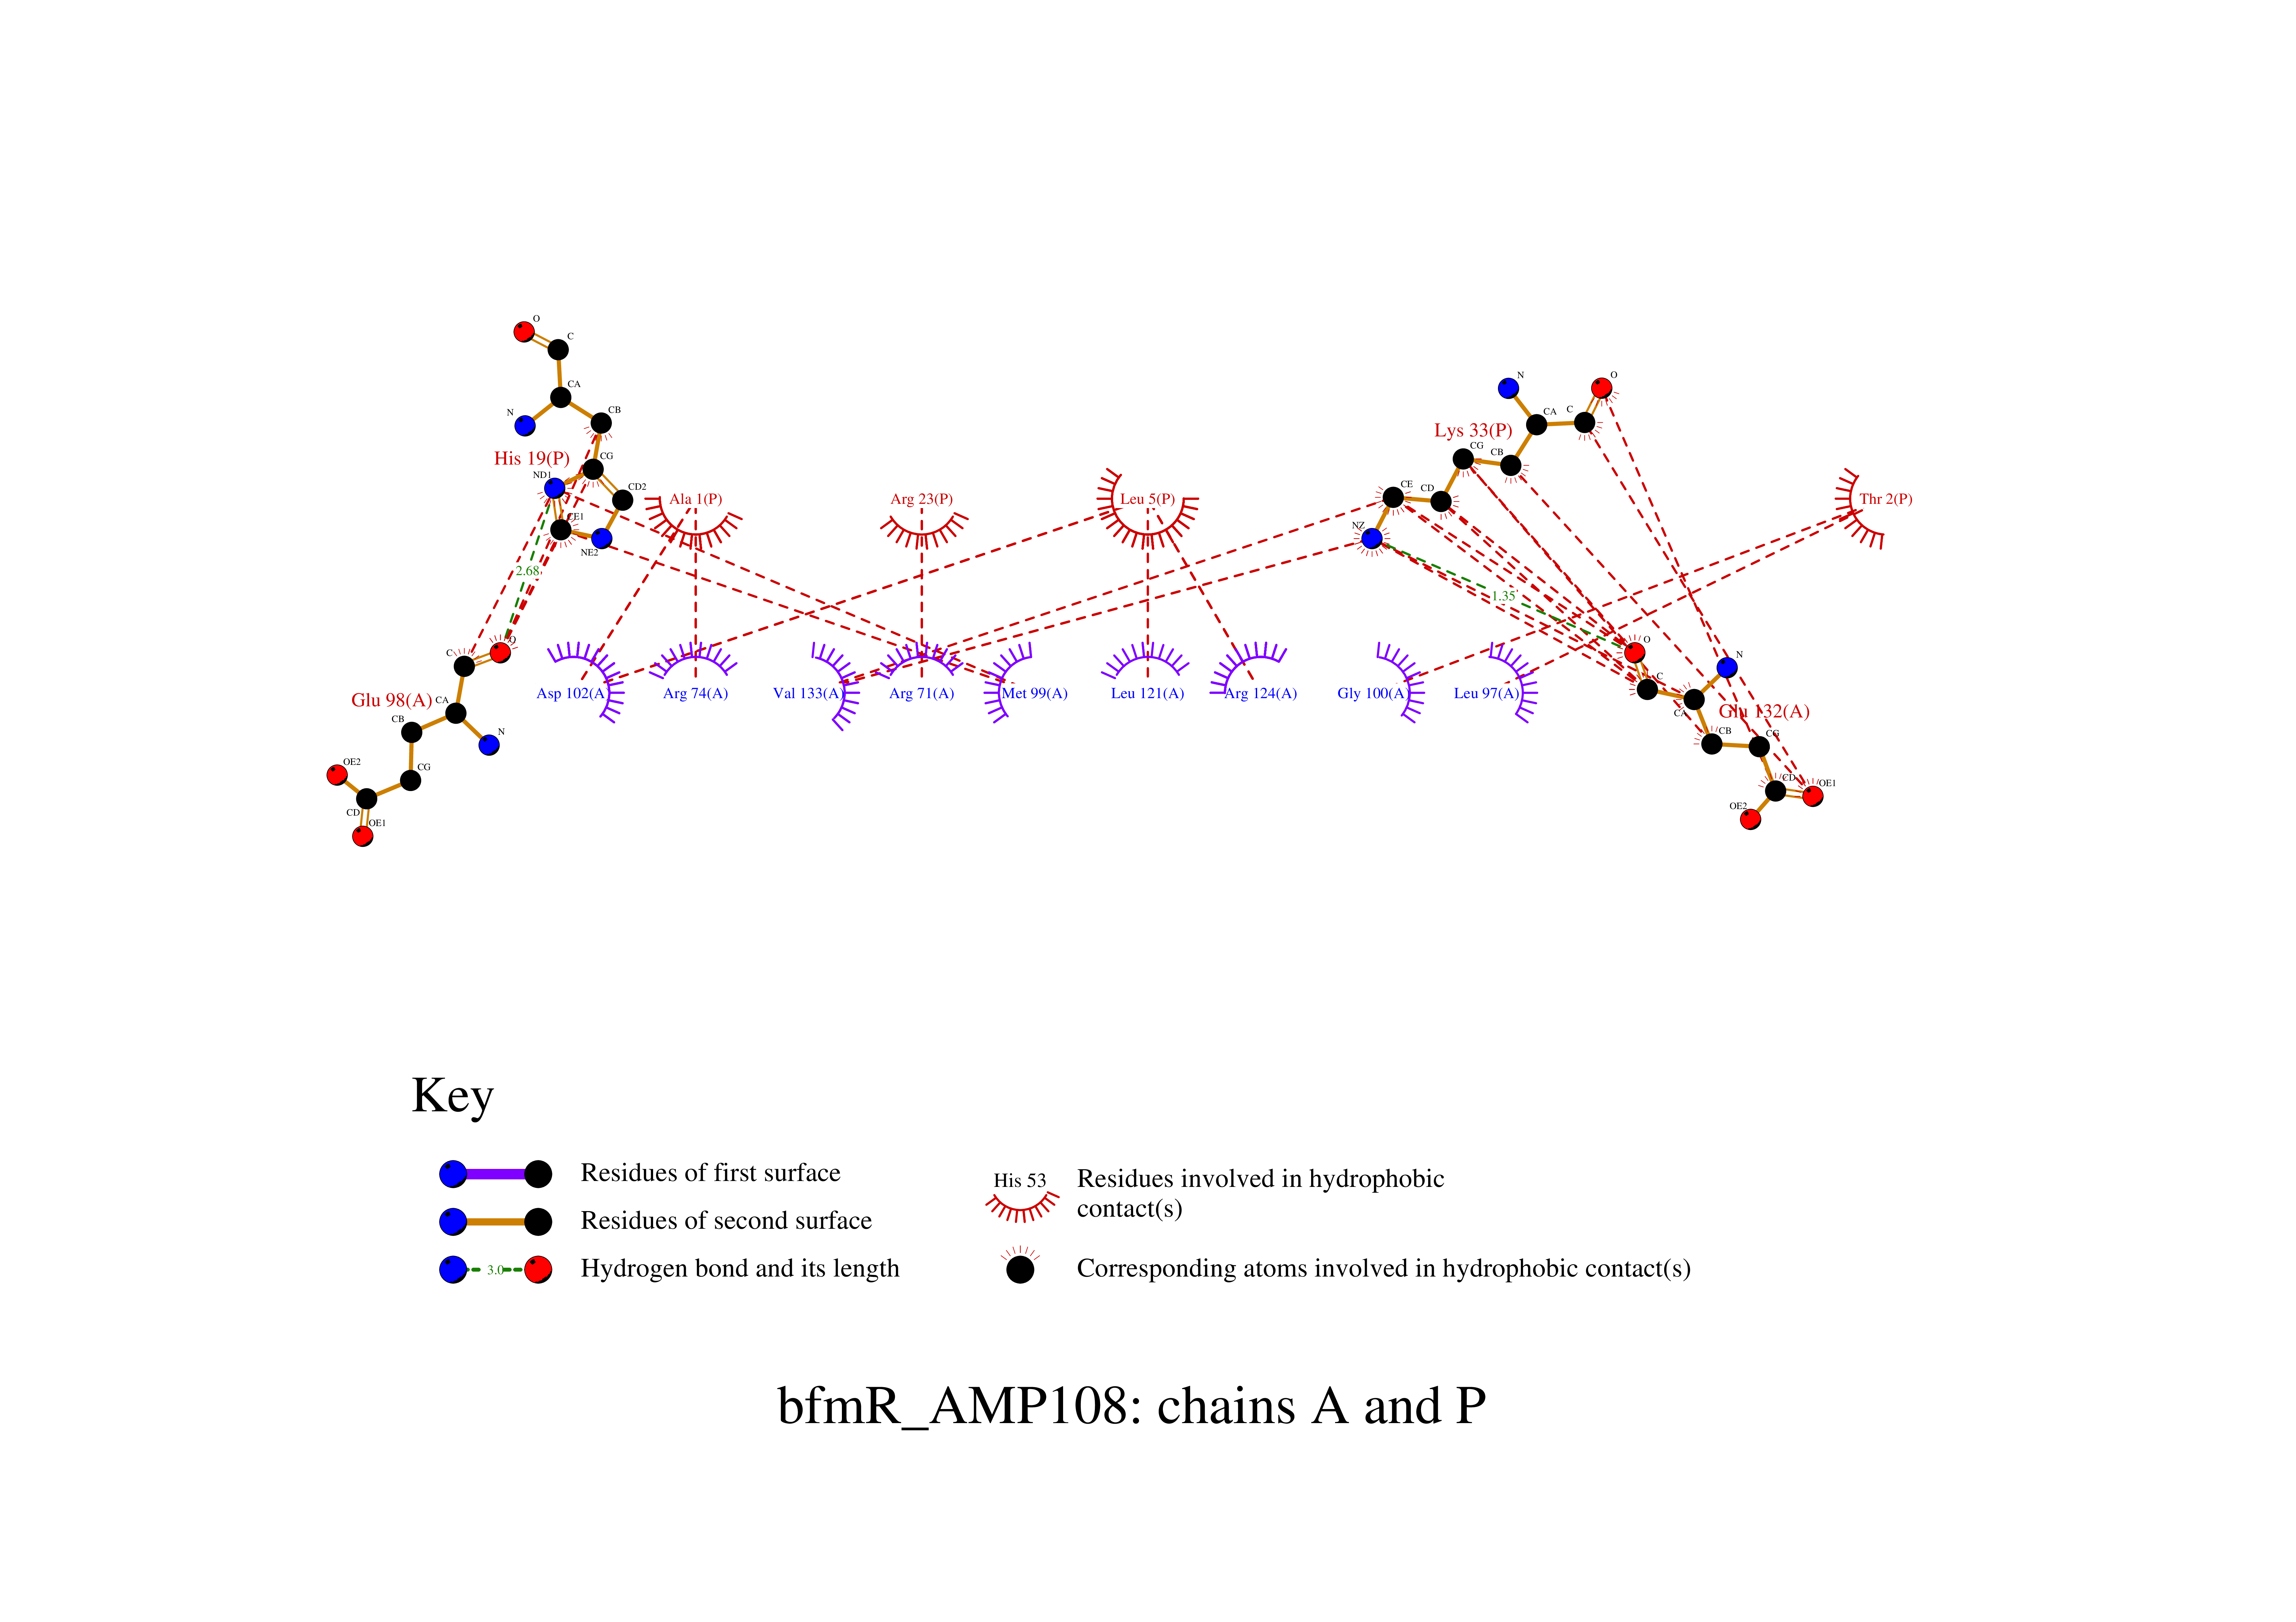 O
C
CA
N
CB
His 19(P)
CG
ND1
CD2
CE1
NE2
Ala 1(P)
Arg 23(P)
Leu 5(P)
Thr 2(P)
N
O
CA
C
Lys 33(P)
CG
CB
CE
CD
NZ
2.68
1.35
O
C
Glu 98(A)
CA
CB
N
CG
OE2
CD
OE1
Asp 102(A)
Arg 74(A)
Val 133(A)
Arg 71(A)
Met 99(A)
Leu 121(A)
Arg 124(A)
Gly 100(A)
Leu 97(A)
O
N
C
CA
Glu 132(A)
CB
CG
CD
OE1
OE2
Key
Residues of first surface
Residues of second surface
3.0
Hydrogen bond and its length
His 53
Residues involved in hydrophobic
contact(s)
Corresponding atoms involved in hydrophobic contact(s)
bfmR_AMP108: chains A and P